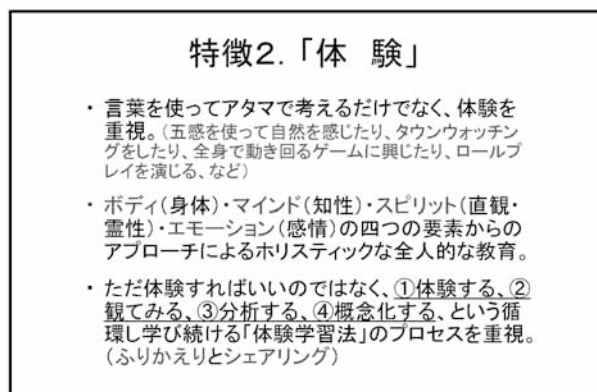 特徴2．「体　験」
・ 言葉を使ってアタマで考えるだけでなく、体験を
重視。（五感を使って自然を感じたり、タウンウォッチン
グをしたり、全身で動き回るゲームに興じたり、ロールプ
レイを演じる、など）
・ ボディ（身体）・マインド（知性）・スピリット（直観・
霊性）・エモーション（感情）の四つの要素からの
アプローチによるホリスティックな全人的な教育。
・ ただ体験すればいいのではなく、①体験する、②
観てみる、③分析する、④概念化する、という循
環し学び続ける「体験学習法」のプロセスを重視。
（ふりかえりとシェアリング）